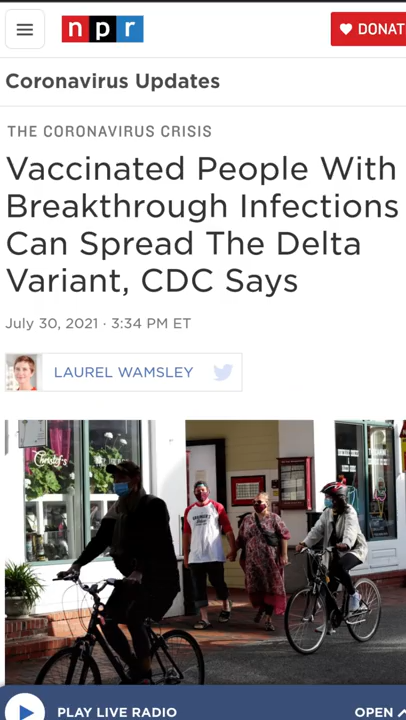 npr
DONAT
Coronavirus Updates
THE CORONAVIRUS CRISIS
Vaccinated People With
Breakthrough Infections
Can Spread The Delta
Variant, CDC Says
July 30, 2021 · 3:34 PM ET
LAUREL WAMSLEY
PLAY LIVE RADIO
OPEN